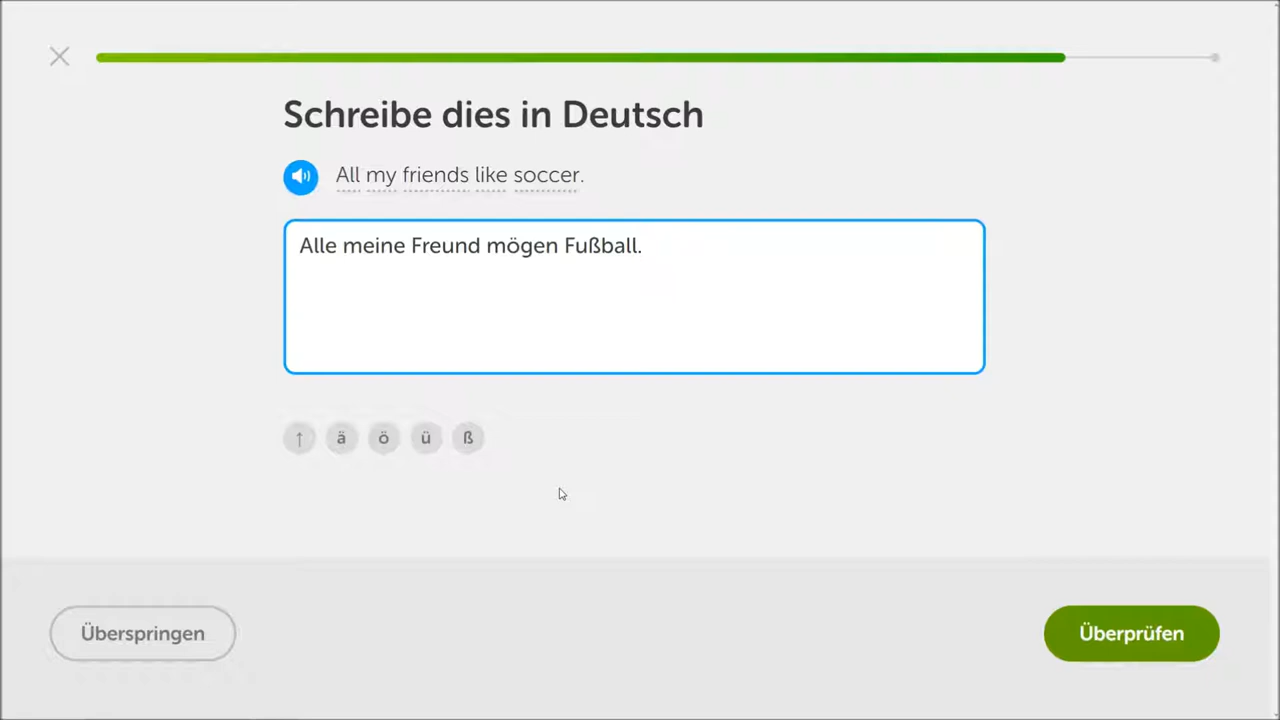 Schreibe dies in Deutsch
All my friends like soccer.
Alle meine Freund mögen Fußball.
↑ ä ö ü ß
Überspringen
Überprüfen